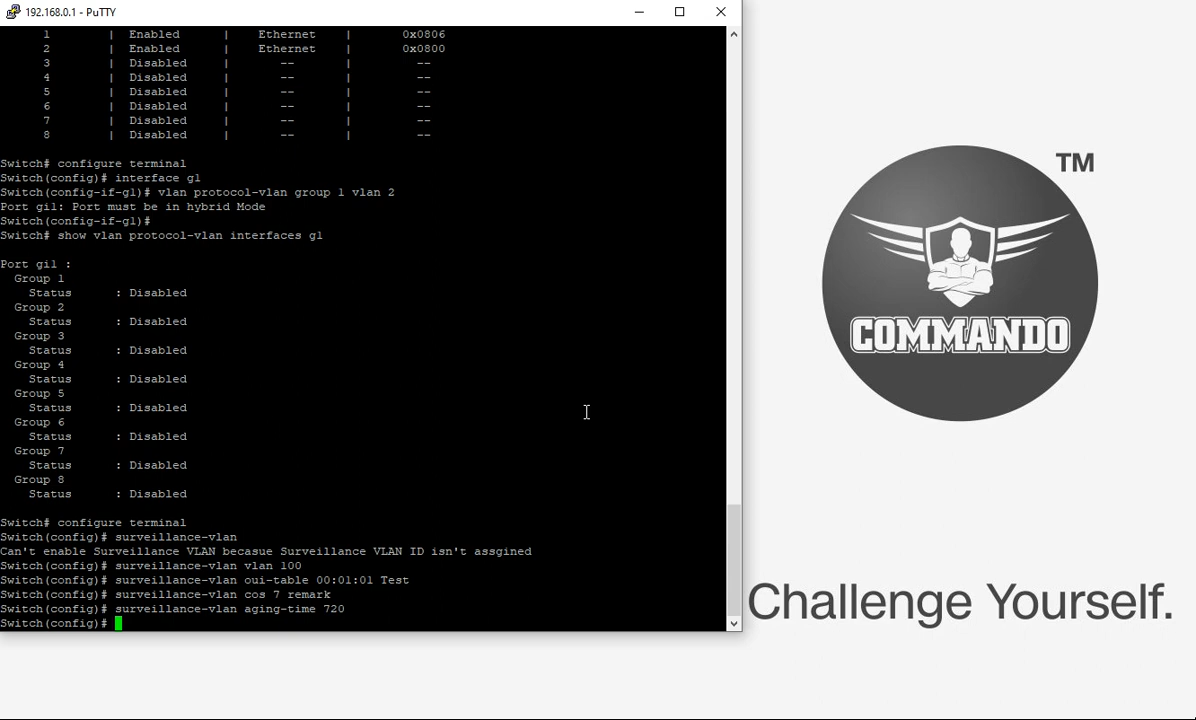 192.168.0.1 - PuTTY
1 | Enabled | Ethernet | 0x0806
2 | Enabled | Ethernet | 0x0800
3 | Disabled | -- | --
4 | Disabled | -- | --
5 | Disabled | -- | --
6 | Disabled | -- | --
7 | Disabled | -- | --
8 | Disabled | -- | --
Switch# configure terminal
Switch(config)# interface g1
Switch(config-if-g1)# vlan protocol-vlan group 1 vlan 2
Port gi1: Port must be in hybrid Mode
Switch(config-if-g1)#
Switch# show vlan protocol-vlan interfaces g1
Port gi1 :
Group 1
Status : Disabled
Group 2
Status : Disabled
Group 3
Status : Disabled
Group 4
Status : Disabled
Group 5
Status : Disabled
Group 6
Status : Disabled
Group 7
Status : Disabled
Group 8
Status : Disabled
Switch# configure terminal
Switch(config)# surveillance-vlan
Can't enable Surveillance VLAN becasue Surveillance VLAN ID isn't assgined
Switch(config)# surveillance-vlan vlan 100
Switch(config)# surveillance-vlan oui-table 00:01:01 Test
Switch(config)# surveillance-vlan cos 7 remark
Switch(config)# surveillance-vlan aging-time 720
Switch(config)#
TM
COMMANDO
Challenge Yourself.